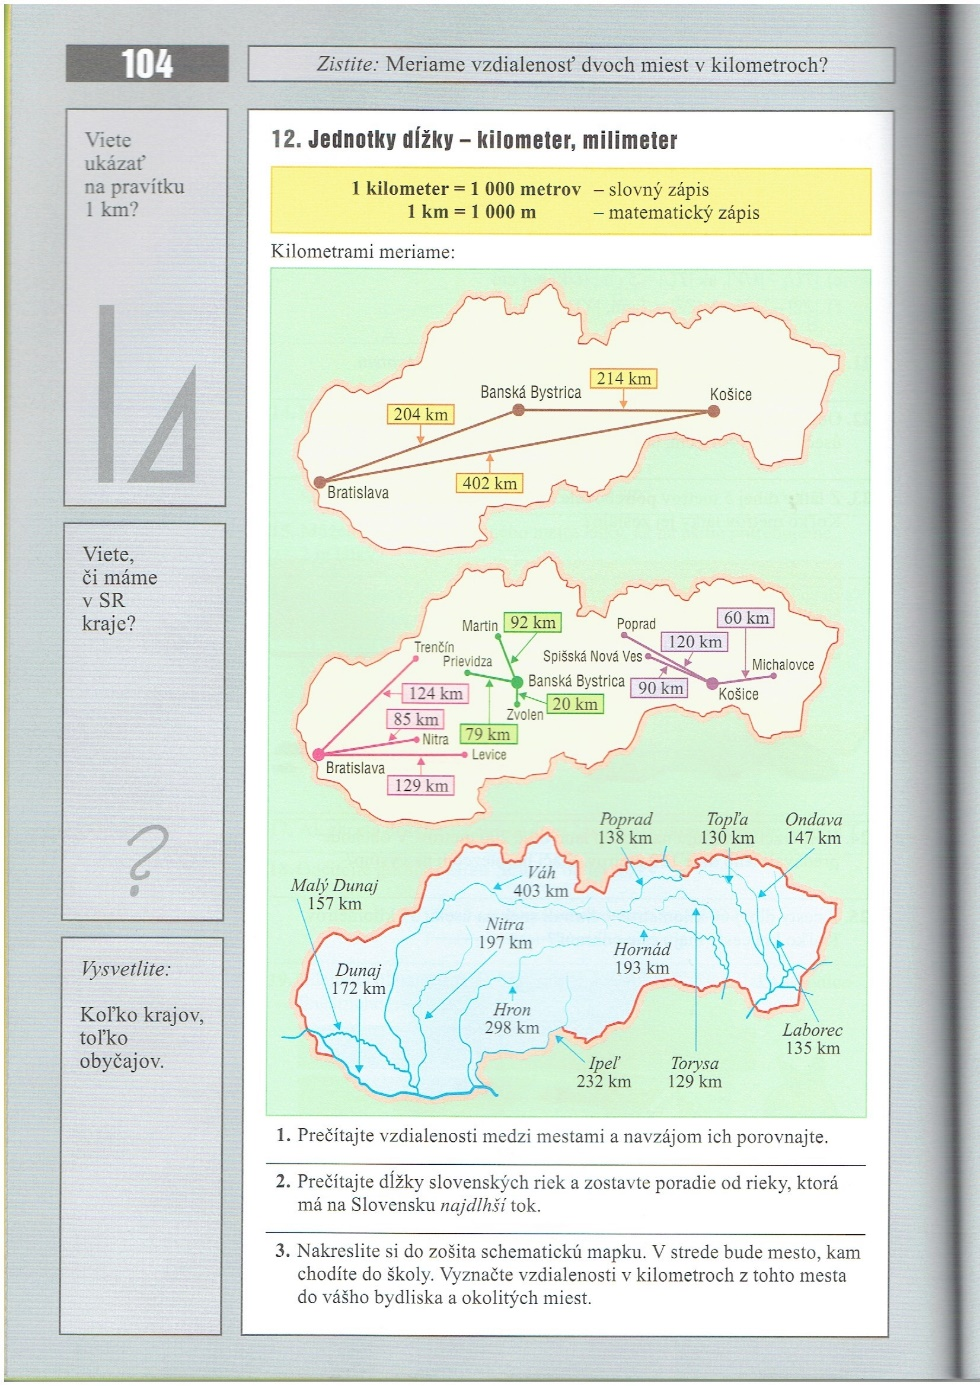 104
Zistite: Meriame vzdialenosť dvoch miest v kilometroch?
Viete
ukázať
na pravítku
1 km?
Viete,
či máme
v SR
kraje?
?
Vysvetlite:
Koľko krajov,
toľko
obyčajov.
12. Jednotky dĺžky – kilometer, milimeter
1 kilometer = 1 000 metrov – slovný zápis
1 km = 1 000 m – matematický zápis
Kilometrami meriame:
214 km
Banská Bystrica
Košice
204 km
402 km
Bratislava
Martin
92 km
Poprad
60 km
120 km
Trenčín
Prievidza
Spišská Nová Ves
Michalovce
Banská Bystrica
90 km
Košice
124 km
20 km
Zvolen
85 km
Nitra
79 km
Levice
Bratislava
129 km
Poprad
138 km
Topľa
130 km
Ondava
147 km
Váh
403 km
Malý Dunaj
157 km
Nitra
197 km
Hornád
193 km
Dunaj
172 km
Hron
298 km
Laborec
135 km
Ipeľ
232 km
Torysa
129 km
1. Prečítajte vzdialenosti medzi mestami a navzájom ich porovnajte.
2. Prečítajte dĺžky slovenských riek a zostavte poradie od rieky, ktorá
má na Slovensku najdlhší tok.
3. Nakreslite si do zošita schematickú mapku. V strede bude mesto, kam
chodíte do školy. Vyznačte vzdialenosti v kilometroch z tohto mesta
do vášho bydliska a okolitých miest.